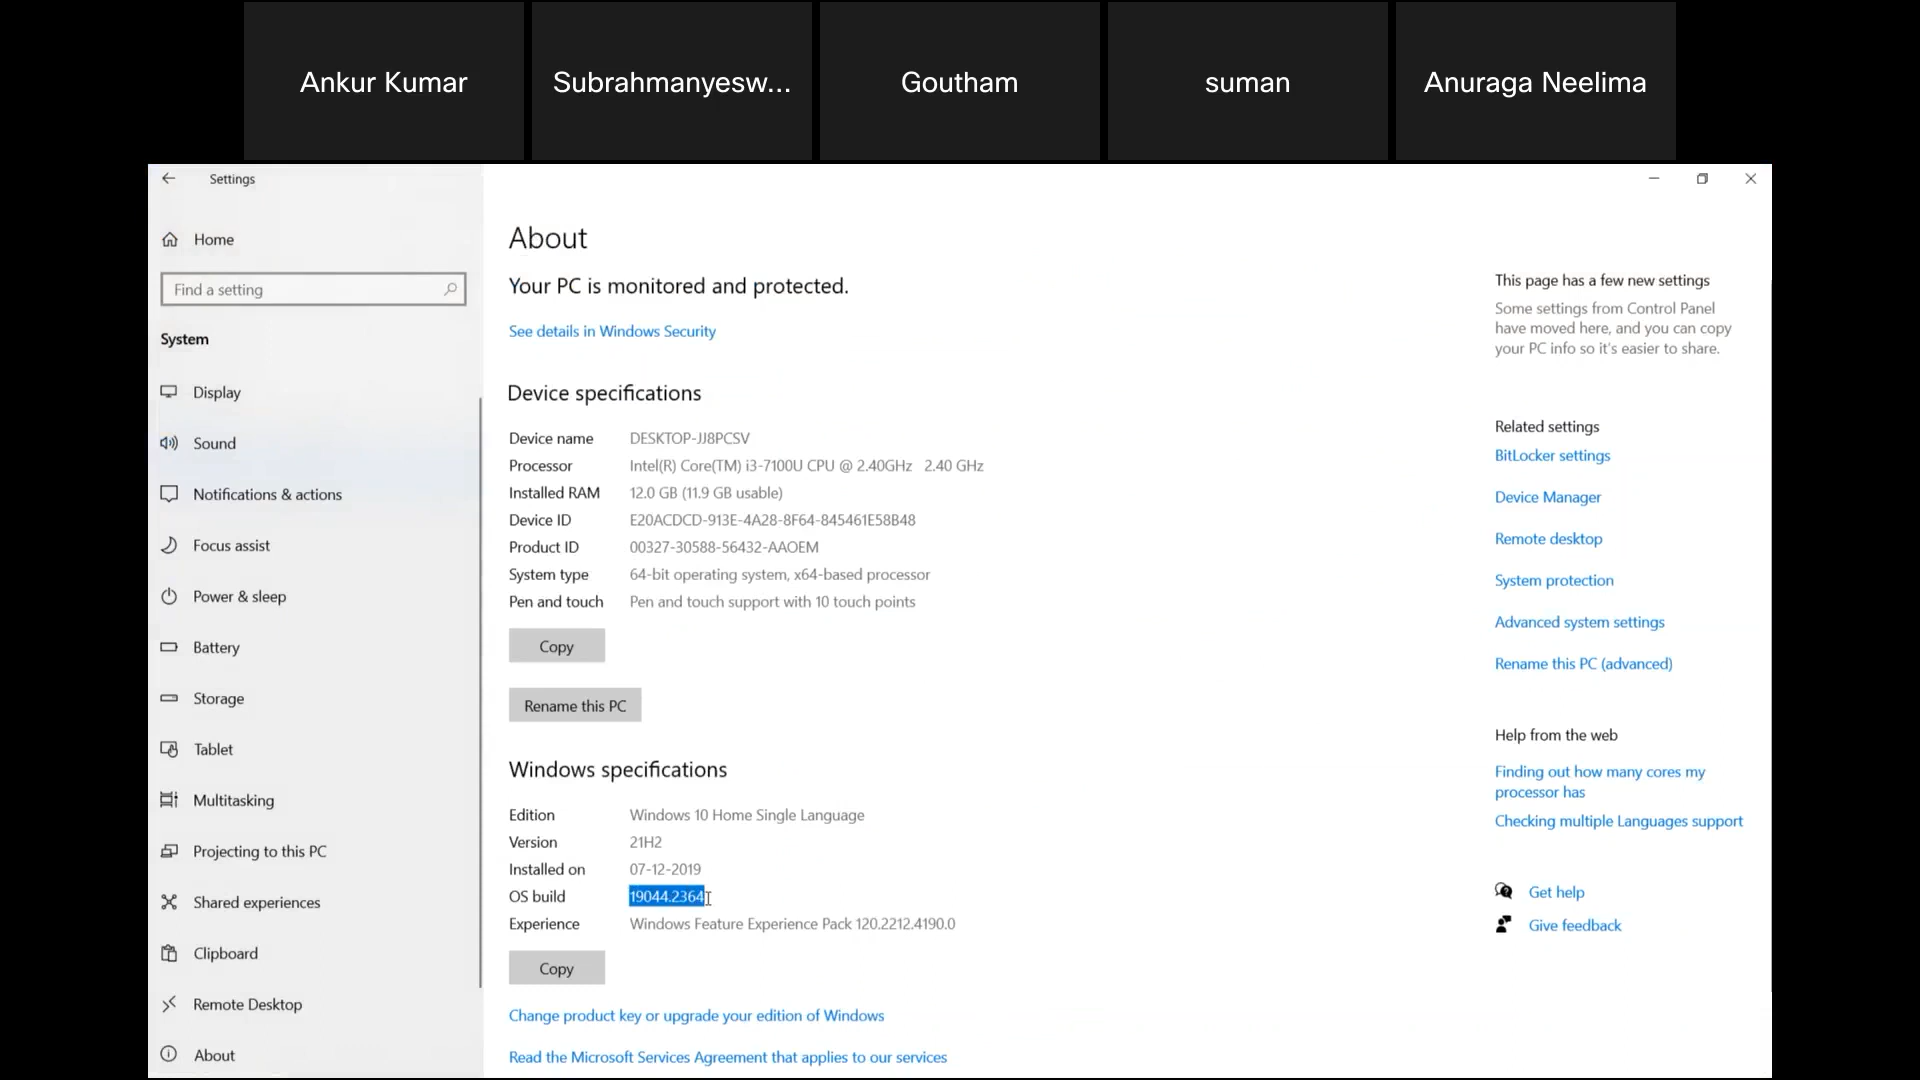 Ankur Kumar
Subrahmanyesw...
Goutham
suman
Anuraga Neelima
Settings
Home
Find a setting
System
Display
Sound
Notifications & actions
Focus assist
Power & sleep
Battery
Storage
Tablet
Multitasking
Projecting to this PC
Shared experiences
Clipboard
Remote Desktop
About
About
Your PC is monitored and protected.
See details in Windows Security
Device specifications
Device name DESKTOP-JJ8PCSV
Processor Intel(R) Core(TM) i3-7100U CPU @ 2.40GHz 2.40 GHz
Installed RAM 12.0 GB (11.9 GB usable)
Device ID E20ACDCD-913E-4A28-8F64-845461E58B48
Product ID 00327-30588-56432-AAOEM
System type 64-bit operating system, x64-based processor
Pen and touch Pen and touch support with 10 touch points
Copy
Rename this PC
Windows specifications
Edition Windows 10 Home Single Language
Version 21H2
Installed on 07-12-2019
OS build 19044.2364
Experience Windows Feature Experience Pack 120.2212.4190.0
Copy
Change product key or upgrade your edition of Windows
Read the Microsoft Services Agreement that applies to our services
This page has a few new settings
Some settings from Control Panel
have moved here, and you can copy
your PC info so it's easier to share.
Related settings
BitLocker settings
Device Manager
Remote desktop
System protection
Advanced system settings
Rename this PC (advanced)
Help from the web
Finding out how many cores my
processor has
Checking multiple Languages support
Get help
Give feedback